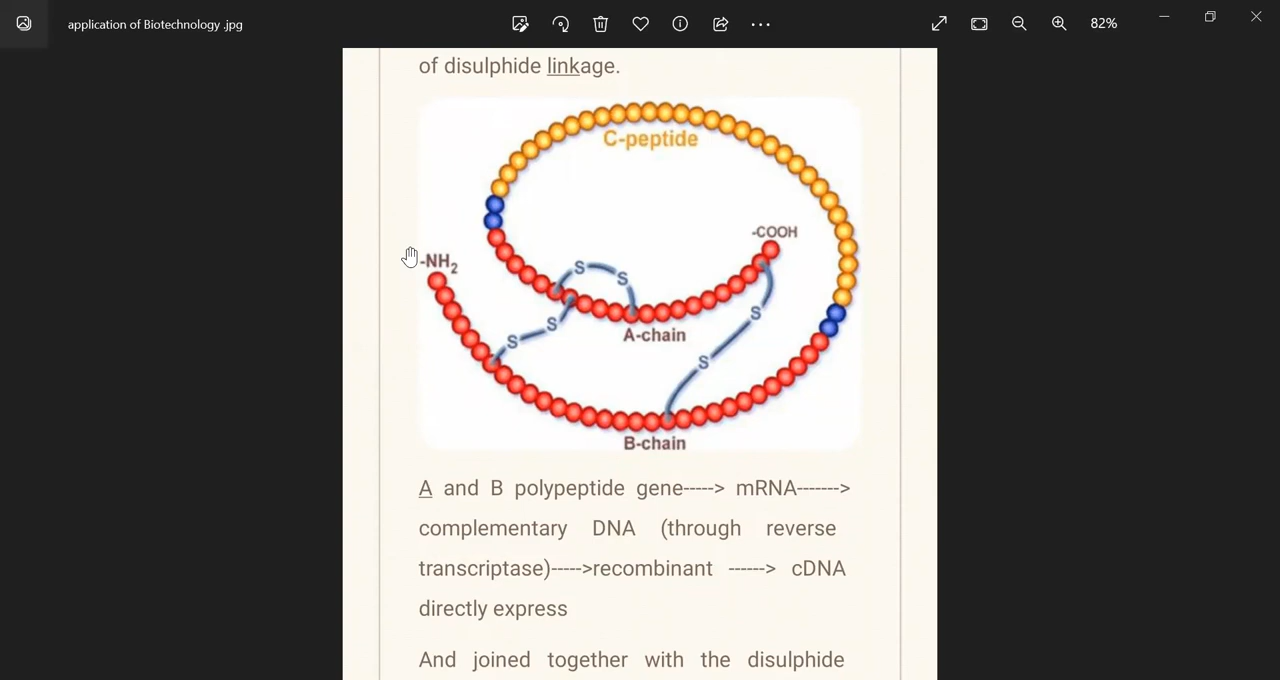 application of Biotechnology .jpg
82%
of disulphide linkage.
C-peptide
-COOH
-NH2
S
S
S
S
S
S
A-chain
B-chain
A and B polypeptide gene-----> mRNA------->
complementary DNA (through reverse
transcriptase)----->recombinant ------> cDNA
directly express
And joined together with the disulphide